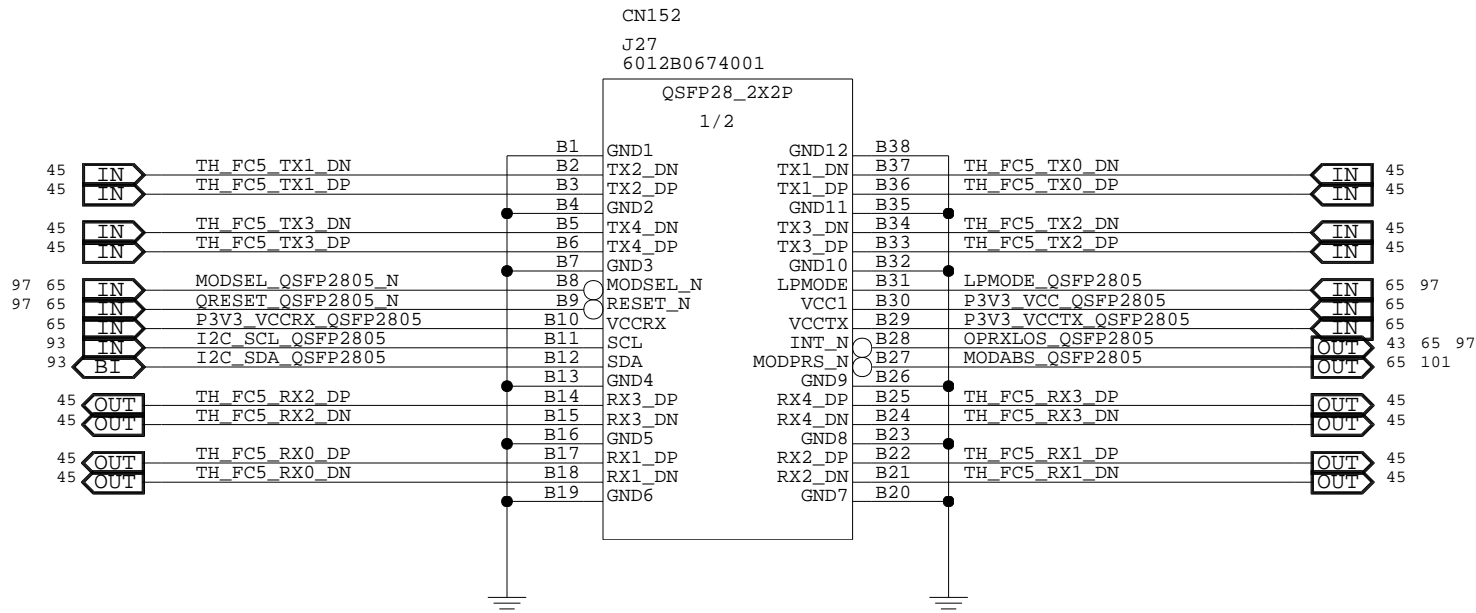 CN152
J27
6012B0674001
QSFP28_2X2P
1/2
B1 GND1 GND12 B38
45 IN TH_FC5_TX1_DN B2 TX2_DN TX1_DN B37 TH_FC5_TX0_DN IN 45
45 IN TH_FC5_TX1_DP B3 TX2_DP TX1_DP B36 TH_FC5_TX0_DP IN 45
B4 GND2 GND11 B35
45 IN TH_FC5_TX3_DN B5 TX4_DN TX3_DN B34 TH_FC5_TX2_DN IN 45
45 IN TH_FC5_TX3_DP B6 TX4_DP TX3_DP B33 TH_FC5_TX2_DP IN 45
B7 GND3 GND10 B32
97 65 IN MODSEL_QSFP2805_N B8 MODSEL_N LPMODE B31 LPMODE_QSFP2805 IN 65 97
97 65 IN QRESET_QSFP2805_N B9 RESET_N VCC1 B30 P3V3_VCC_QSFP2805 IN 65
65 IN P3V3_VCCRX_QSFP2805 B10 VCCRX VCCTX B29 P3V3_VCCTX_QSFP2805 IN 65
93 IN I2C_SCL_QSFP2805 B11 SCL INT_N B28 OPRXLOS_QSFP2805 OUT 43 65 97
93 BI I2C_SDA_QSFP2805 B12 SDA MODPRS_N B27 MODABS_QSFP2805 OUT 65 101
B13 GND4 GND9 B26
45 OUT TH_FC5_RX2_DP B14 RX3_DP RX4_DP B25 TH_FC5_RX3_DP OUT 45
45 OUT TH_FC5_RX2_DN B15 RX3_DN RX4_DN B24 TH_FC5_RX3_DN OUT 45
B16 GND5 GND8 B23
45 OUT TH_FC5_RX0_DP B17 RX1_DP RX2_DP B22 TH_FC5_RX1_DP OUT 45
45 OUT TH_FC5_RX0_DN B18 RX1_DN RX2_DN B21 TH_FC5_RX1_DN OUT 45
B19 GND6 GND7 B20